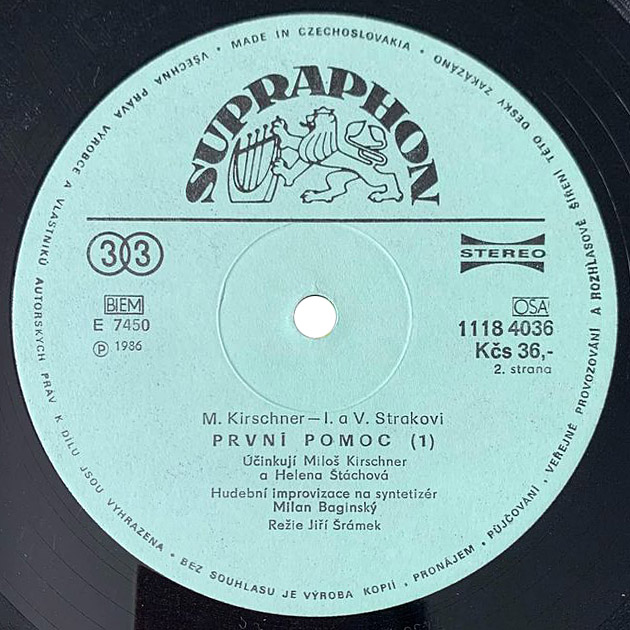 SUPRAPHON
33
STEREO
BIEM
E 7450
Ⓟ 1986
OSA
1118 4036
Kčs 36,-
2. strana
M. Kirschner – I. a V. Strakovi
PRVNÍ POMOC (1)
Účinkují Miloš Kirschner
a Helena Štáchová
Hudební improvizace na syntetizér
Milan Baginský
Režie Jiří Šrámek
MADE IN CZECHOSLOVAKIA • VŠECHNA PRÁVA VÝROBCE A VLASTNÍKŮ AUTORSKÝCH PRÁV K DÍLU JSOU VYHRAZENA • BEZ SOUHLASU JE VÝROBA KOPIÍ, PRONÁJEM, PŮJČOVÁNÍ, VEŘEJNÉ PROVOZOVÁNÍ A ROZHLASOVÉ ŠÍŘENÍ TÉTO DESKY ZAKÁZÁNO •